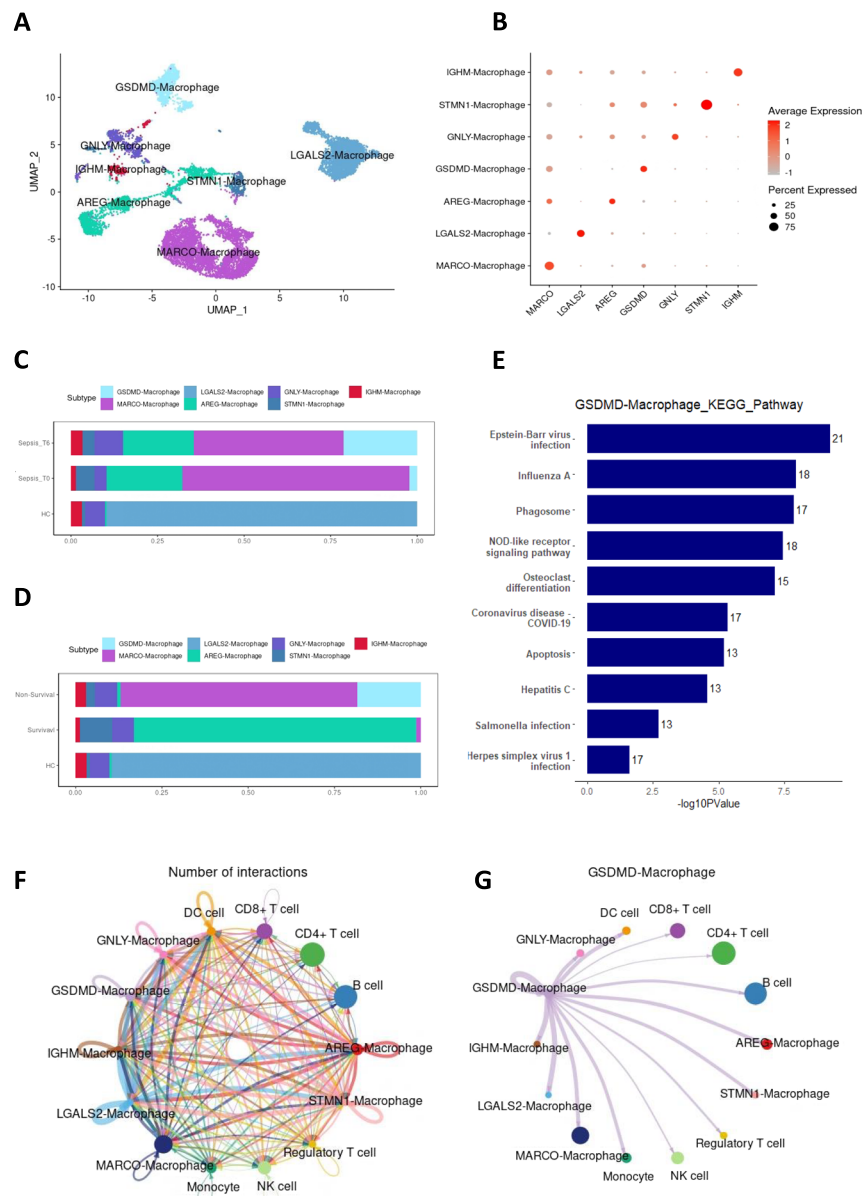 A
GSDMD-Macrophage
GNLY-Macrophage
IGHM-Macrophage
STMN1-Macrophage
AREG-Macrophage
LGALS2-Macrophage
MARCO-Macrophage
10
5
0
-5
-10
UMAP_2
-10
-5
0
5
10
UMAP_1
B
IGHM-Macrophage
STMN1-Macrophage
GNLY-Macrophage
GSDMD-Macrophage
AREG-Macrophage
LGALS2-Macrophage
MARCO-Macrophage
MARCO
LGALS2
AREG
GSDMD
GNLY
STMN1
IGHM
Average Expression
2
1
0
-1
Percent Expressed
25
50
75
C
Subtype
GSDMD-Macrophage
LGALS2-Macrophage
GNLY-Macrophage
IGHM-Macrophage
MARCO-Macrophage
AREG-Macrophage
STMN1-Macrophage
Sepsis_T6
Sepsis_T0
HC
0.00
0.25
0.50
0.75
1.00
D
Subtype
GSDMD-Macrophage
LGALS2-Macrophage
GNLY-Macrophage
IGHM-Macrophage
MARCO-Macrophage
AREG-Macrophage
STMN1-Macrophage
Non-Survival
Survivavl
HC
0.00
0.25
0.50
0.75
1.00
E
GSDMD-Macrophage_KEGG_Pathway
Epstein-Barr virus
infection
21
Influenza A
18
Phagosome
17
NOD-like receptor
signaling pathway
18
Osteoclast
differentiation
15
Coronavirus disease -
COVID-19
17
Apoptosis
13
Hepatitis C
13
Salmonella infection
13
Herpes simplex virus 1
infection
17
0.0
2.5
5.0
7.5
-log10PValue
F
Number of interactions
DC cell
CD8+ T cell
CD4+ T cell
GNLY-Macrophage
GSDMD-Macrophage
B cell
IGHM-Macrophage
AREG-Macrophage
LGALS2-Macrophage
STMN1-Macrophage
MARCO-Macrophage
Regulatory T cell
Monocyte
NK cell
G
GSDMD-Macrophage
DC cell
CD8+ T cell
CD4+ T cell
GNLY-Macrophage
GSDMD-Macrophage
B cell
IGHM-Macrophage
AREG-Macrophage
LGALS2-Macrophage
STMN1-Macrophage
MARCO-Macrophage
Regulatory T cell
Monocyte
NK cell